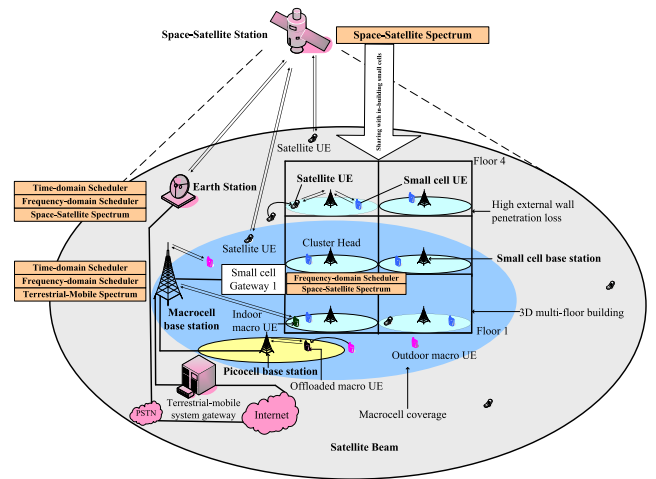 Space-Satellite Station
Space-Satellite Spectrum
Sharing with in-building small cells
Satellite UE
Floor 4
Satellite UE
Small cell UE
Time-domain Scheduler
Frequency-domain Scheduler
Space-Satellite Spectrum
Earth Station
High external wall
penetration loss
Satellite UE
Cluster Head
Small cell base station
Time-domain Scheduler
Frequency-domain Scheduler
Terrestrial-Mobile Spectrum
Small cell
Gateway 1
Frequency-domain Scheduler
Space-Satellite Spectrum
Macrocell
base station
Indoor
macro UE
3D multi-floor building
Floor 1
Outdoor macro UE
Picocell base station
Offloaded macro UE
Terrestrial-mobile
system gateway
Macrocell coverage
PSTN
Internet
Satellite Beam